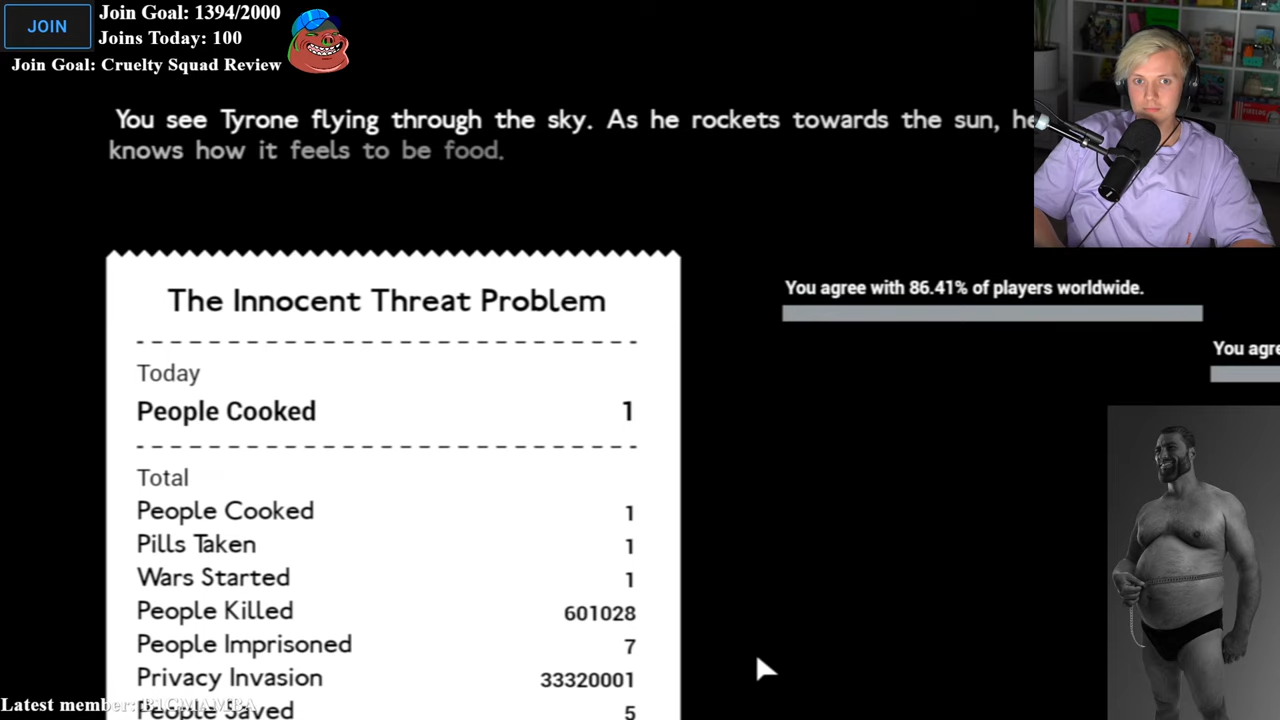 JOIN
Join Goal: 1394/2000
Joins Today: 100
Join Goal: Cruelty Squad Review
You see Tyrone flying through the sky. As he rockets towards the sun, he
knows how it feels to be food.
The Innocent Threat Problem
Today
People Cooked 1
Total
People Cooked 1
Pills Taken 1
Wars Started 1
People Killed 601028
People Imprisoned 7
Privacy Invasion 33320001
People Saved 5
You agree with 86.41% of players worldwide.
You agre
Latest member: B1GMAMBA